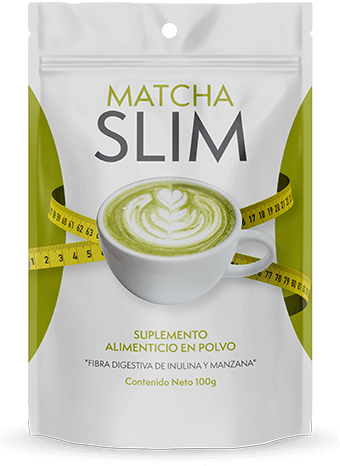 MATCHA
SLIM
SUPLEMENTO
ALIMENTICIO EN POLVO
"FIBRA DIGESTIVA DE INULINA Y MANZANA"
Contenido Neto 100g